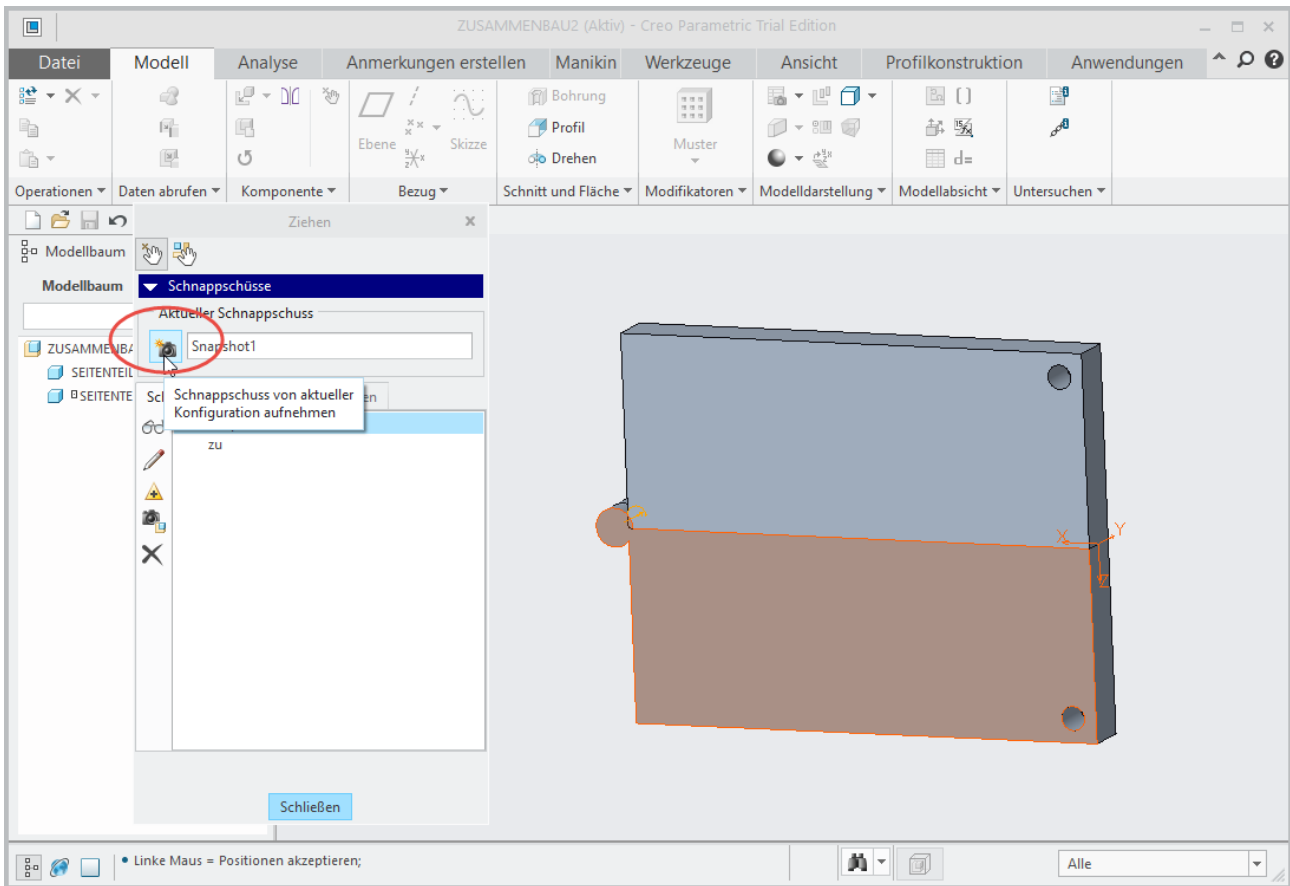 ZUSAMMENBAU2 (Aktiv) - Creo Parametric Trial Edition
Datei Modell Analyse Anmerkungen erstellen Manikin Werkzeuge Ansicht Profilkonstruktion Anwendungen
Ebene
Skizze
Bohrung
Profil
Drehen
Muster
d=
Operationen Daten abrufen Komponente Bezug Schnitt und Fläche Modifikatoren Modelldarstellung Modellabsicht Untersuchen
Ziehen
Modellbaum
Modellbaum
Schnappschüsse
Aktueller Schnappschuss
Snapshot1
ZUSAMMENBA
SEITENTEIL
SEITENTE
Schnappschuss von aktueller
Konfiguration aufnehmen
zu
X
Y
Z
Schließen
Linke Maus = Positionen akzeptieren;
Alle